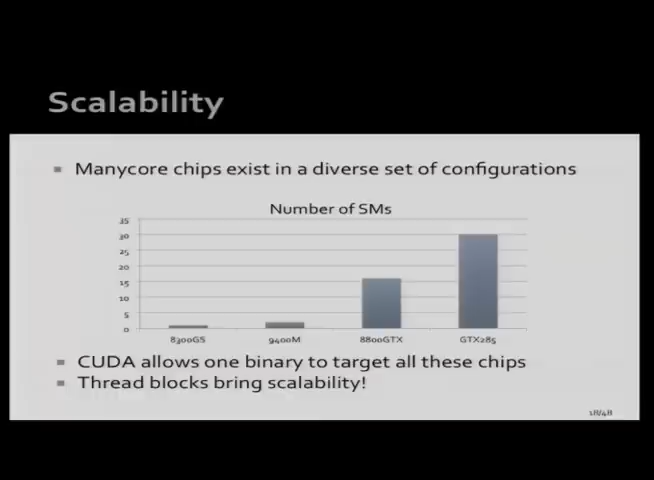 Scalability
Manycore chips exist in a diverse set of configurations
Number of SMs
35
30
25
20
15
10
5
0
8300GS 9400M 8800GTX GTX285
CUDA allows one binary to target all these chips
Thread blocks bring scalability!
18/48